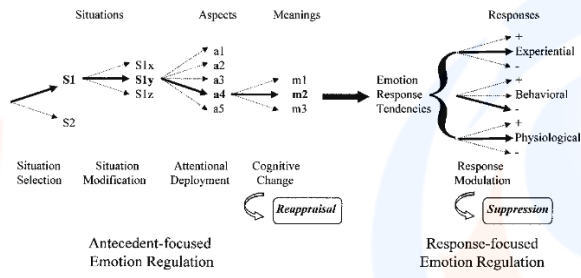 Situations
Aspects
Meanings
Responses
S1
S2
S1x
S1y
S1z
a1
a2
a3
a4
a5
m1
m2
m3
Emotion
Response
Tendencies
+
Experiential
-
+
Behavioral
-
+
Physiological
-
Situation
Selection
Situation
Modification
Attentional
Deployment
Cognitive
Change
Response
Modulation
Reappraisal
Suppression
Antecedent-focused
Emotion Regulation
Response-focused
Emotion Regulation